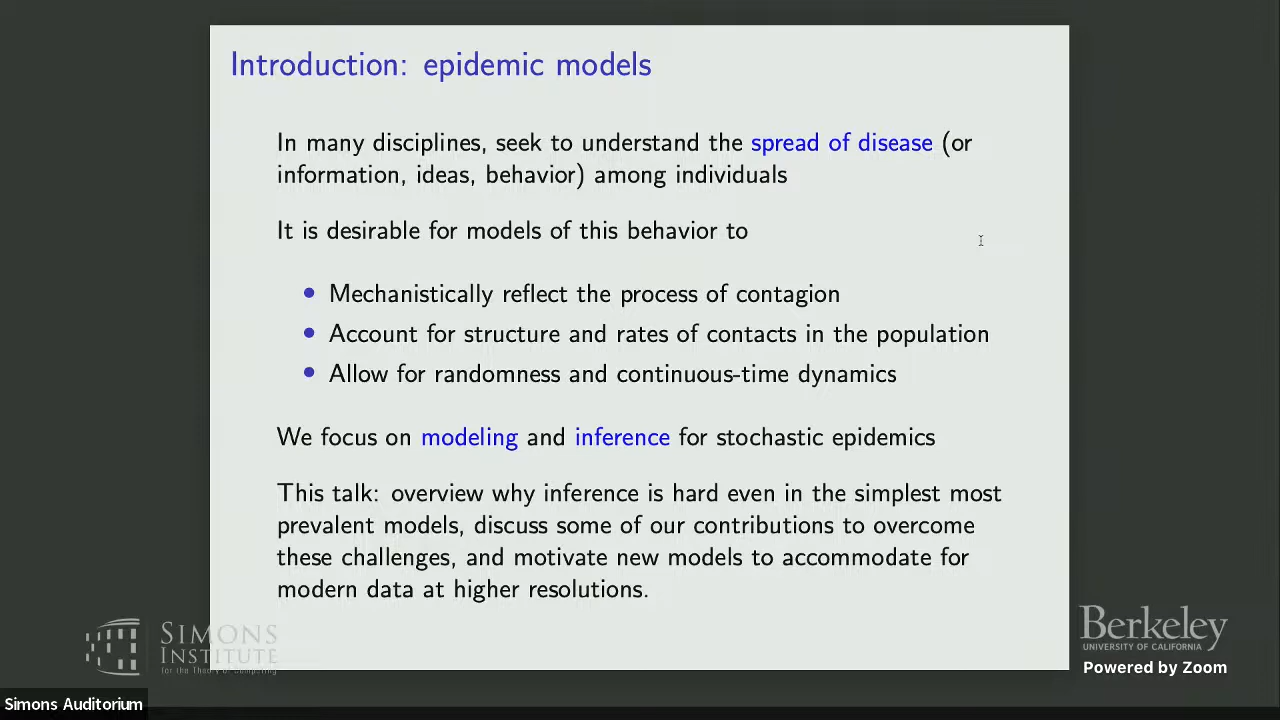 Introduction: epidemic models
In many disciplines, seek to understand the spread of disease (or
information, ideas, behavior) among individuals
It is desirable for models of this behavior to
Mechanistically reflect the process of contagion
Account for structure and rates of contacts in the population
Allow for randomness and continuous-time dynamics
We focus on modeling and inference for stochastic epidemics
This talk: overview why inference is hard even in the simplest most
prevalent models, discuss some of our contributions to overcome
these challenges, and motivate new models to accommodate for
modern data at higher resolutions.
SIMONS
INSTITUTE
for the Theory of Computing
Berkeley
UNIVERSITY OF CALIFORNIA
Powered by Zoom
Simons Auditorium